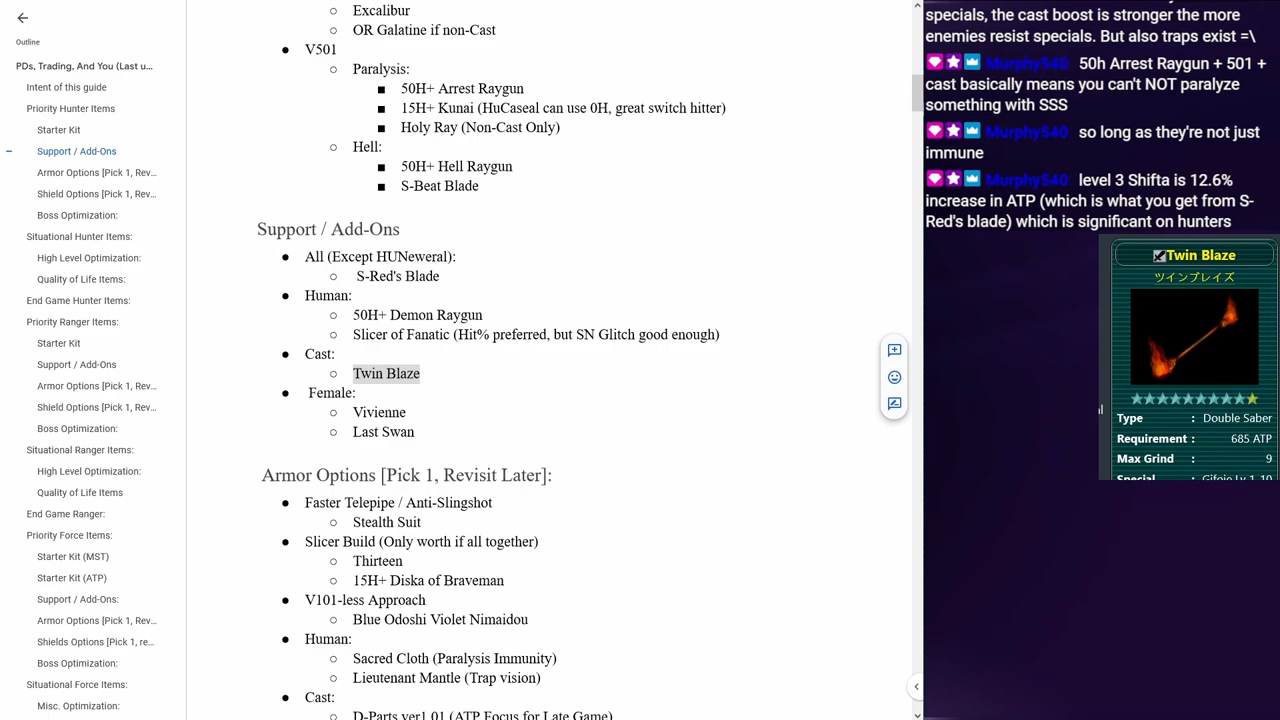 Outline
PDs, Trading, And You (Last u...
Intent of this guide
Priority Hunter Items
Starter Kit
Support / Add-Ons
Armor Options [Pick 1, Rev...
Shield Options [Pick 1, Rev...
Boss Optimization:
Situational Hunter Items:
High Level Optimization:
Quality of Life Items:
End Game Hunter Items:
Priority Ranger Items:
Starter Kit
Support / Add-Ons
Armor Options [Pick 1, Rev...
Shield Options [Pick 1, Rev...
Boss Optimization:
Situational Ranger Items:
High Level Optimization:
Quality of Life Items
End Game Ranger:
Priority Force Items:
Starter Kit (MST)
Starter Kit (ATP)
Support / Add-Ons:
Armor Options [Pick 1, Rev...
Shields Options [Pick 1, re...
Boss Optimization:
Situational Force Items:
Misc. Optimization:
Excalibur
OR Galatine if non-Cast
V501
Paralysis:
50H+ Arrest Raygun
15H+ Kunai (HuCaseal can use 0H, great switch hitter)
Holy Ray (Non-Cast Only)
Hell:
50H+ Hell Raygun
S-Beat Blade
Support / Add-Ons
All (Except HUNeweral):
S-Red's Blade
Human:
50H+ Demon Raygun
Slicer of Fanatic (Hit% preferred, but SN Glitch good enough)
Cast:
Twin Blaze
Female:
Vivienne
Last Swan
Armor Options [Pick 1, Revisit Later]:
Faster Telepipe / Anti-Slingshot
Stealth Suit
Slicer Build (Only worth if all together)
Thirteen
15H+ Diska of Braveman
V101-less Approach
Blue Odoshi Violet Nimaidou
Human:
Sacred Cloth (Paralysis Immunity)
Lieutenant Mantle (Trap vision)
Cast:
D-Parts ver1.01 (ATP Focus for Late Game)
specials, the cast boost is stronger the more
enemies resist specials. But also traps exist =\
Murphy540 50h Arrest Raygun + 501 +
cast basically means you can't NOT paralyze
something with SSS
Murphy540 so long as they're not just
immune
Murphy540 level 3 Shifta is 12.6%
increase in ATP (which is what you get from S-
Red's blade) which is significant on hunters
Twin Blaze
ツインブレイズ
Type : Double Saber
Requirement : 685 ATP
Max Grind : 9
Special : Gifoie Lv 1-10